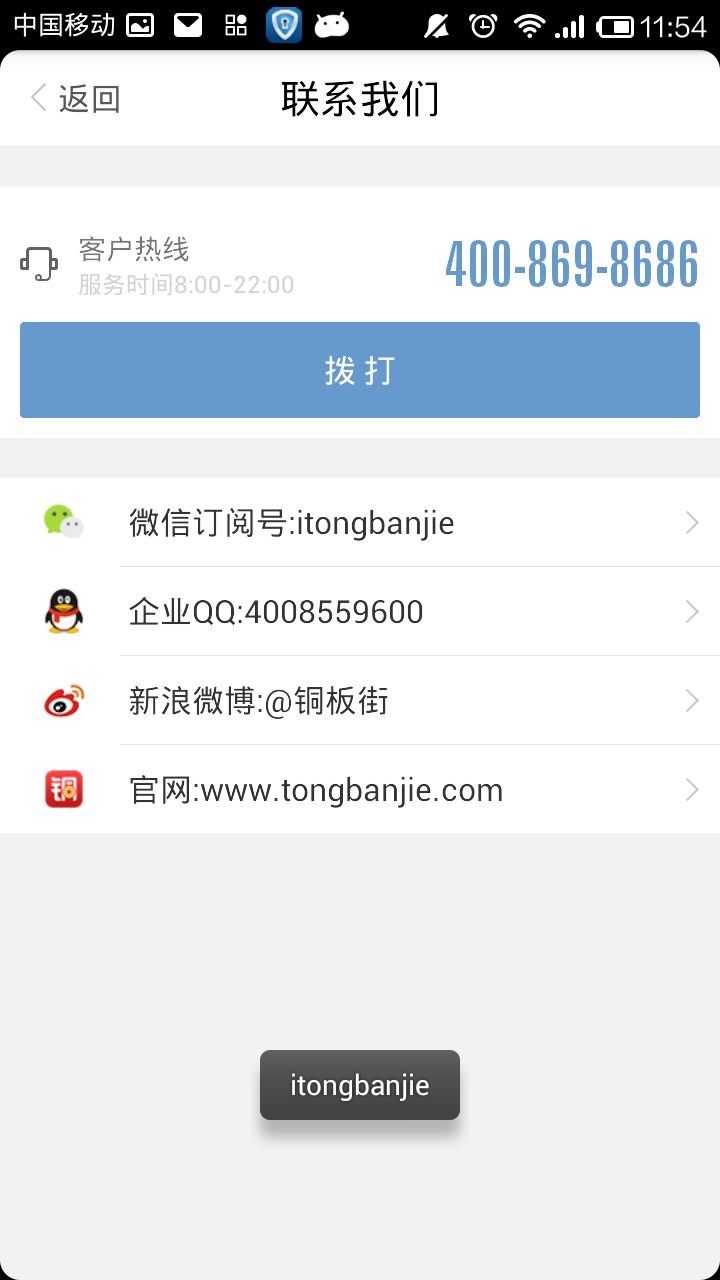 中国移动 11:54
返回 联系我们
客户热线
服务时间8:00-22:00
400-869-8686
拨打
微信订阅号:itongbanjie
企业QQ:4008559600
新浪微博:@铜板街
铜
官网:www.tongbanjie.com
itongbanjie